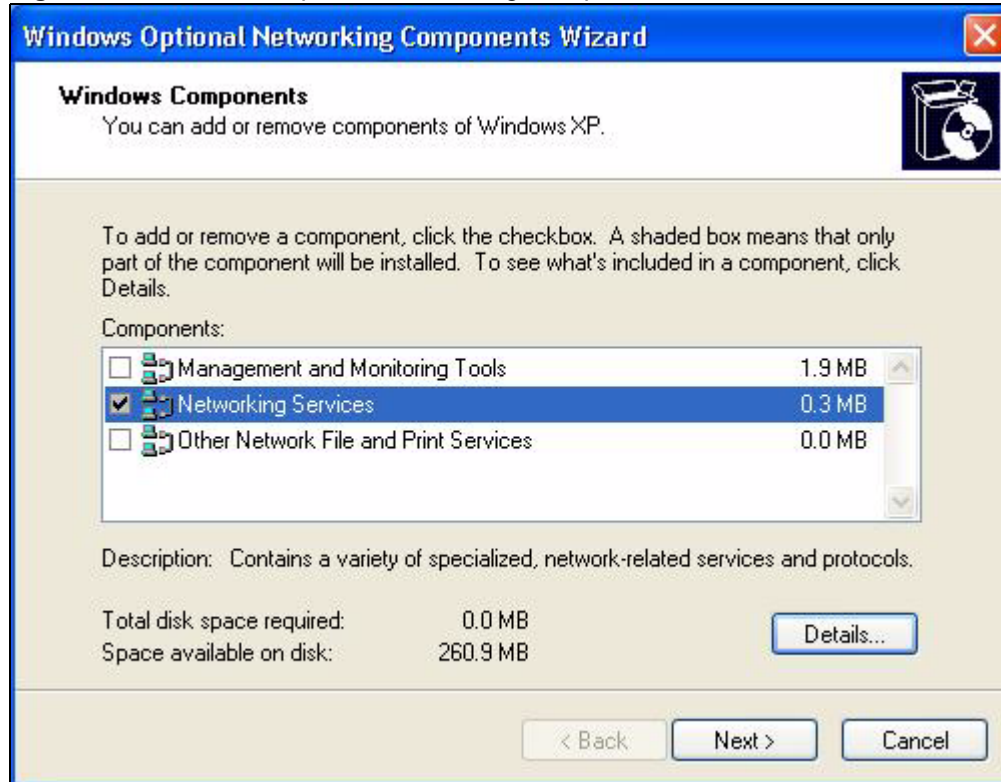 Windows Optional Networking Components Wizard
Windows Components
You can add or remove components of Windows XP.
To add or remove a component, click the checkbox. A shaded box means that only
part of the component will be installed. To see what's included in a component, click
Details.
Components:
Management and Monitoring Tools 1.9 MB
Networking Services 0.3 MB
Other Network File and Print Services 0.0 MB
Description: Contains a variety of specialized, network-related services and protocols.
Total disk space required: 0.0 MB
Space available on disk: 260.9 MB
Details...
< Back Next > Cancel